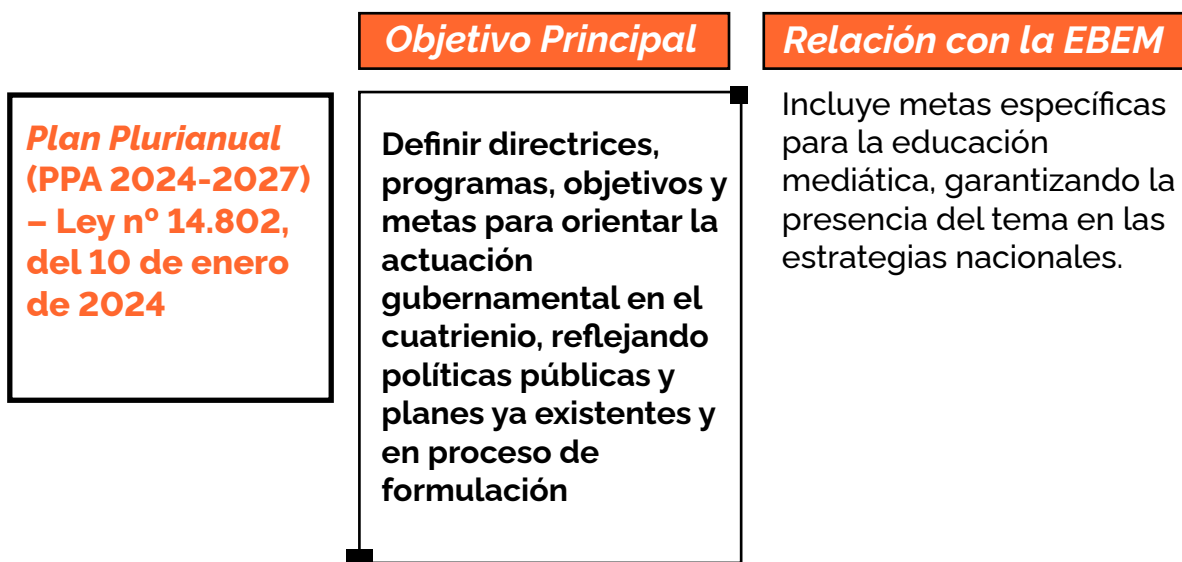 Objetivo Principal
Relación con la EBEM
Plan Plurianual
(PPA 2024-2027)
– Ley nº 14.802,
del 10 de enero
de 2024
Definir directrices,
programas, objetivos y
metas para orientar la
actuación
gubernamental en el
cuatrienio, reflejando
políticas públicas y
planes ya existentes y
en proceso de
formulación
Incluye metas específicas
para la educación
mediática, garantizando la
presencia del tema en las
estrategias nacionales.